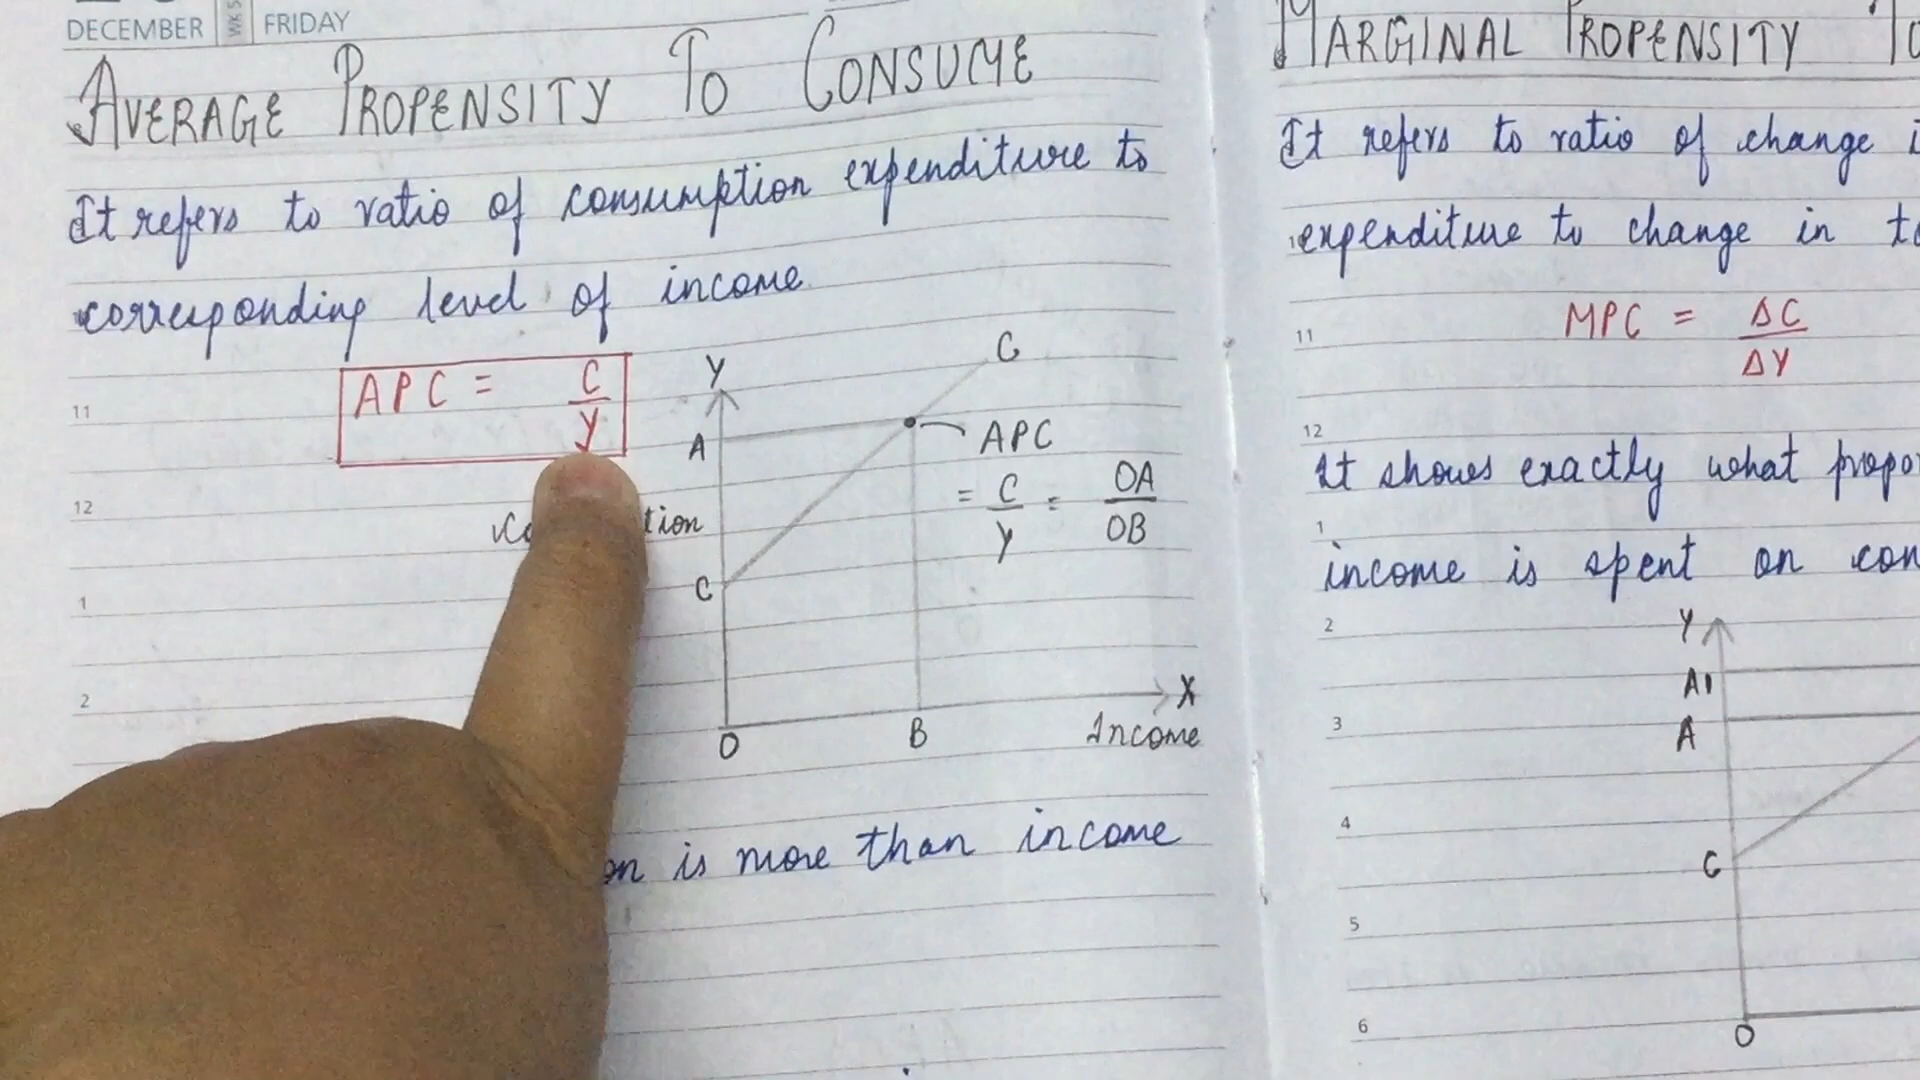 DECEMBER WK 5 FRIDAY
AVERAGE PROPENSITY TO CONSUME
It refers to ratio of consumption expenditure to
corresponding level of income.
APC = C/Y
Y
C
A
APC
= C/Y = OA/OB
C
X
O
B
Income
is more than income
11
12
1
2
MARGINAL PROPENSITY
It refers to ratio of change
expenditure to change in
MPC = ΔC/ΔY
It shows exactly what
income is spent on
Y
A1
A
C
O
11
12
1
2
3
4
5
6